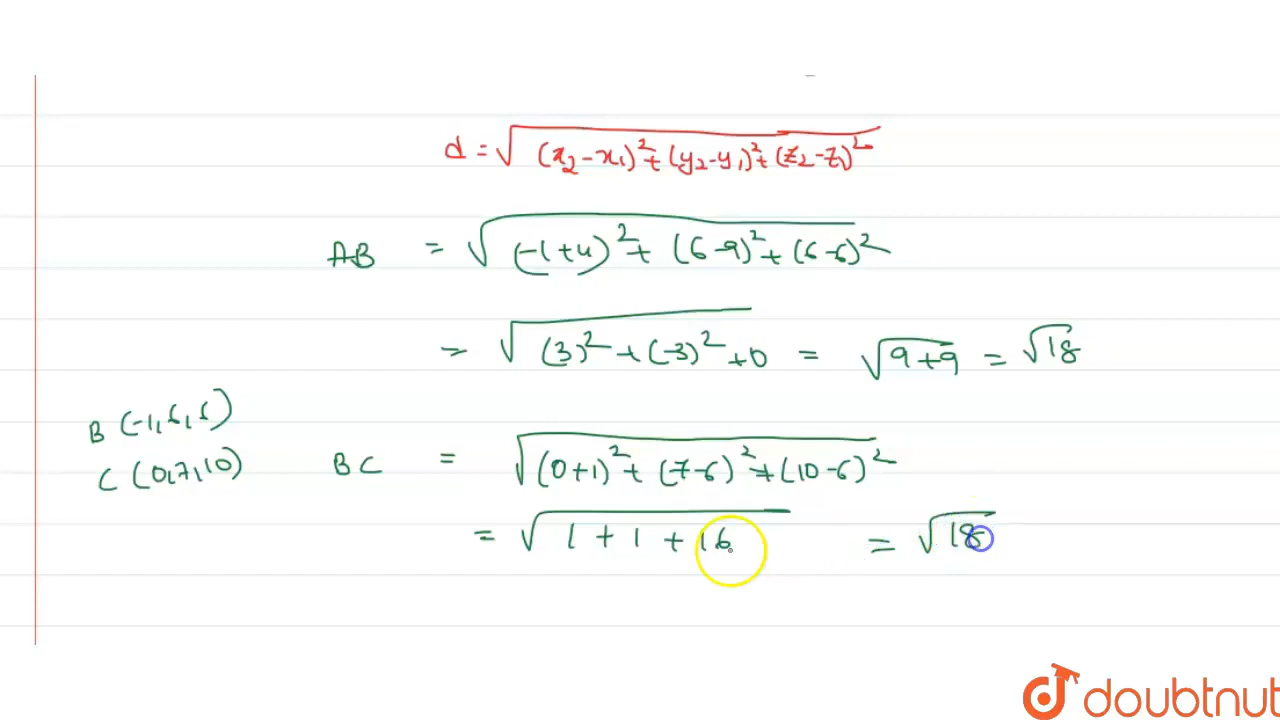 d = √(x₂-x₁)²+(y₂-y₁)²+(z₂-z₁)²
AB = √(-1+4)²+(6-9)²+(6-6)²
= √(3)²+(-3)²+0 = √9+9 = √18
B (-1,6,6)
C (0,7,10) BC = √(0+1)²+(7-6)²+(10-6)²
= √1+1+16 = √18
doubtnut